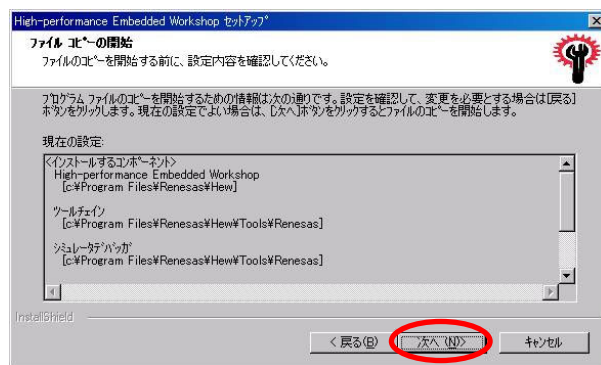 High-performance Embedded Workshop セットアップ
ファイル コピーの開始
ファイルのコピーを開始する前に、設定内容を確認してください。
プログラム ファイルのコピーを開始するための情報は次の通りです。設定を確認して、変更を必要とする場合は[戻る]
ボタンをクリックします。現在の設定でよい場合は、[次へ]ボタンをクリックするとファイルのコピーを開始します。
現在の設定:
<インストールするコンポーネント>
High-performance Embedded Workshop
[c:¥Program Files¥Renesas¥Hew]
ツールチェイン
[c:¥Program Files¥Renesas¥Hew¥Tools¥Renesas]
シミュレータデバッガ
[c:¥Program Files¥Renesas¥Hew¥Tools¥Renesas]
InstallShield
< 戻る(B)
次へ (N)>
キャンセル